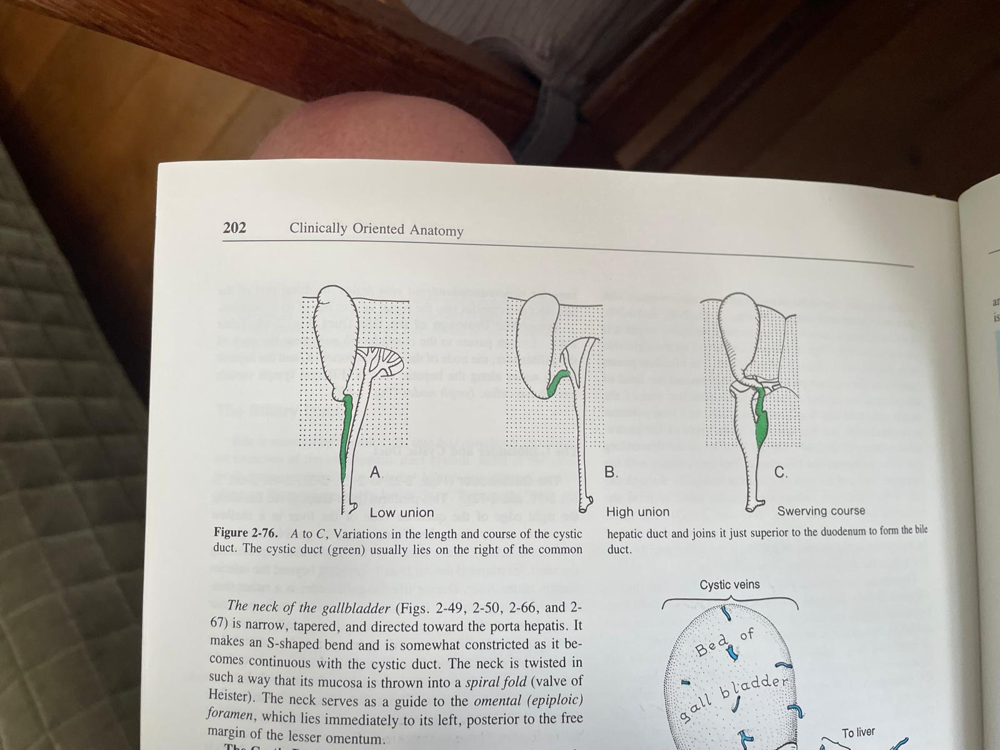 202 Clinically Oriented Anatomy
A.
B.
C.
Low union
High union
Swerving course
Figure 2-76. A to C, Variations in the length and course of the cystic
duct. The cystic duct (green) usually lies on the right of the common
hepatic duct and joins it just superior to the duodenum to form the bile
duct.
The neck of the gallbladder (Figs. 2-49, 2-50, 2-66, and 2-
67) is narrow, tapered, and directed toward the porta hepatis. It
makes an S-shaped bend and is somewhat constricted as it be-
comes continuous with the cystic duct. The neck is twisted in
such a way that its mucosa is thrown into a spiral fold (valve of
Heister). The neck serves as a guide to the omental (epiploic)
foramen, which lies immediately to its left, posterior to the free
margin of the lesser omentum.
Cystic veins
Bed of
gall bladder
To liver